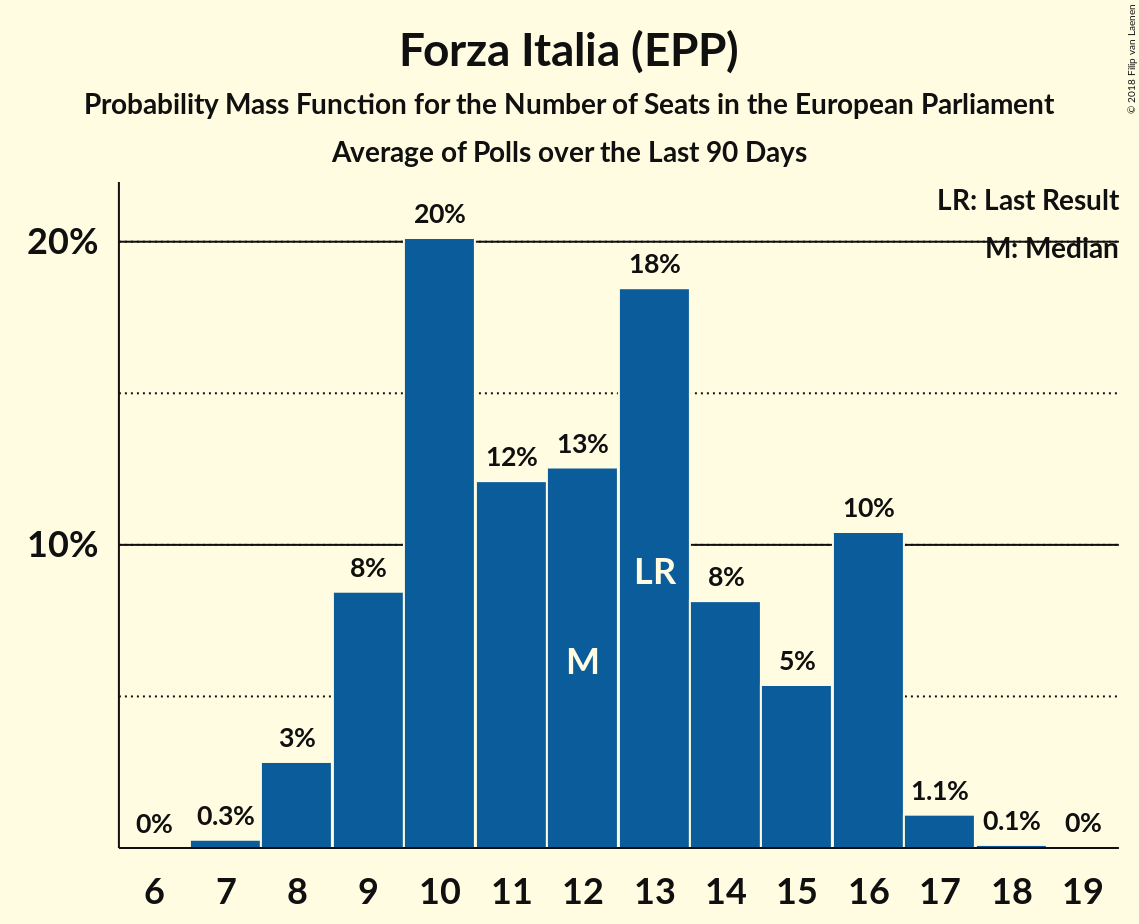 Forza Italia (EPP)
Probability Mass Function for the Number of Seats in the European Parliament
Average of Polls over the Last 90 Days
© 2018 Filip van Laenen
LR: Last Result
M: Median
20%
10%
0%
0.3%
3%
8%
20%
12%
13%
18%
8%
5%
10%
1.1%
0.1%
0%
LR
M
6 7 8 9 10 11 12 13 14 15 16 17 18 19